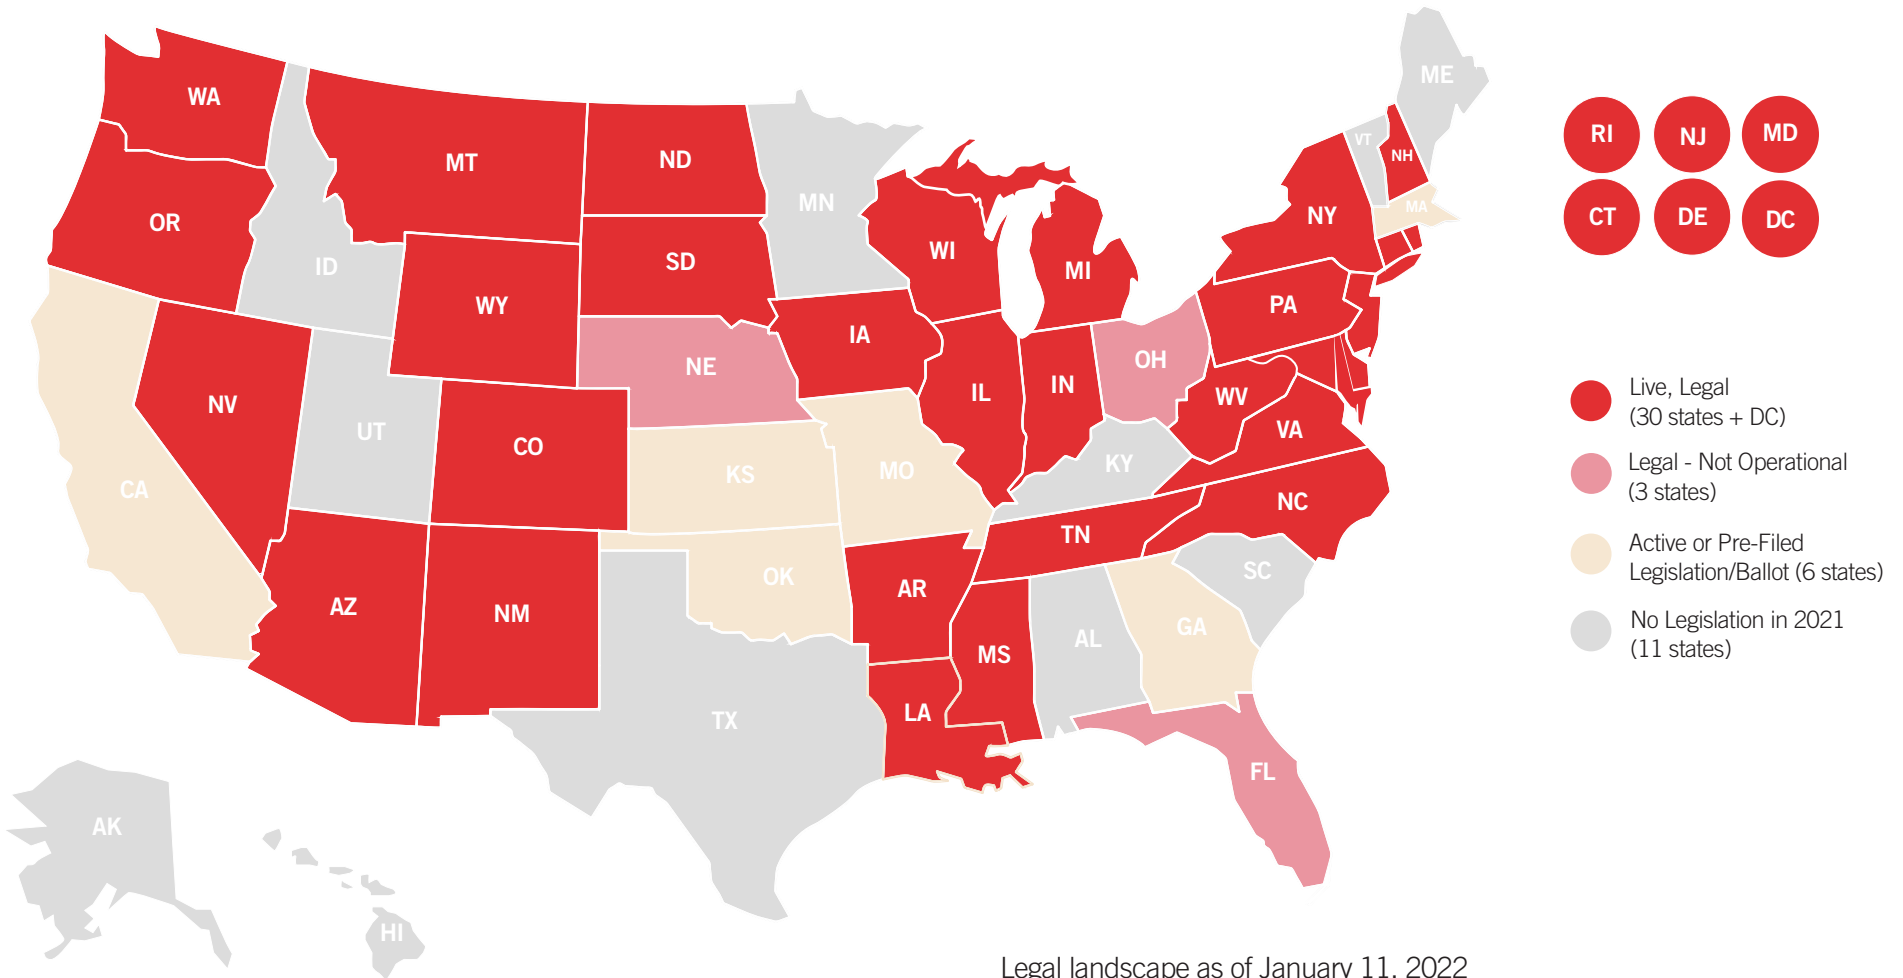 ME
WA
RI
NJ
MD
MT
ND
VT
NH
MN
OR
NY
MA
CT
DE
DC
WI
ID
SD
MI
WY
PA
IA
NE
OH
NV
IL
IN
WV
Live, Legal
(30 states + DC)
UT
CO
VA
KS
MO
KY
Legal - Not Operational
(3 states)
CA
NC
TN
Active or Pre-Filed
Legislation/Ballot (6 states)
OK
SC
AZ
NM
AR
GA
No Legislation in 2021
(11 states)
AL
MS
LA
TX
FL
AK
HI
Legal landscape as of January 11, 2022